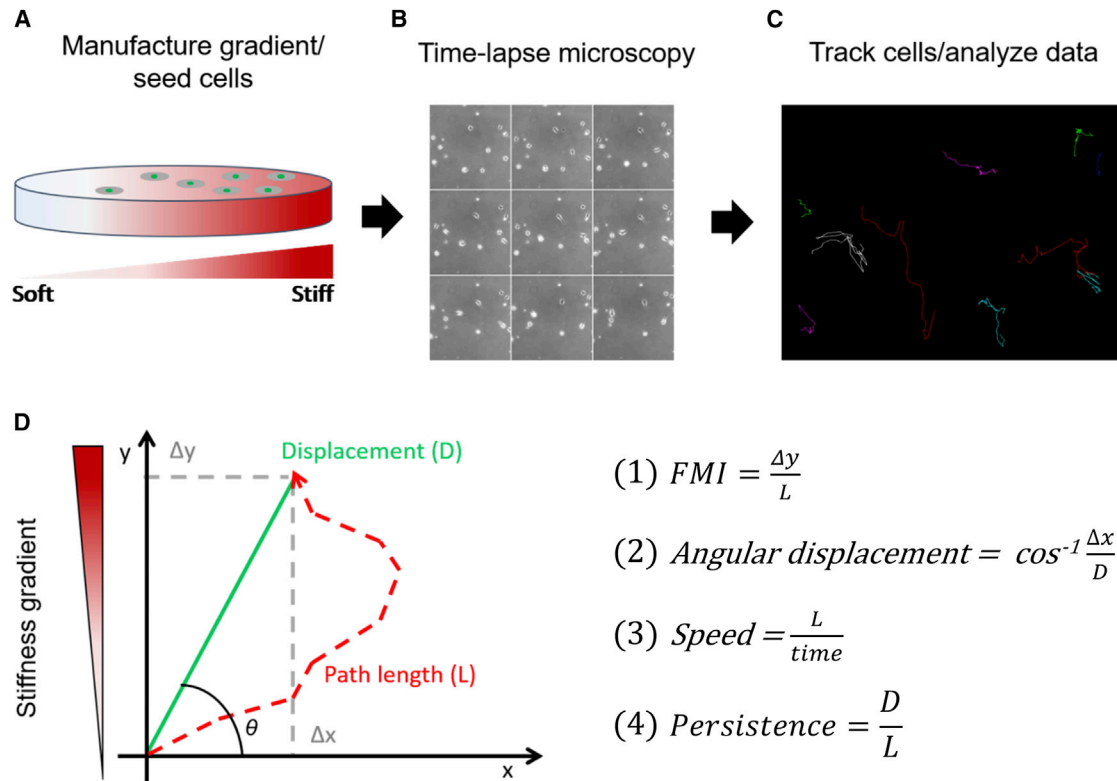 A
Manufacture gradient/
seed cells
Soft
Stiff
B
Time-lapse microscopy
C
Track cells/analyze data
D
Stiffness gradient
y
Δy
Displacement (D)
Path length (L)
θ
Δx
x
(1) FMI = Δy/L
(2) Angular displacement = cos⁻¹ Δx/D
(3) Speed = L/time
(4) Persistence = D/L